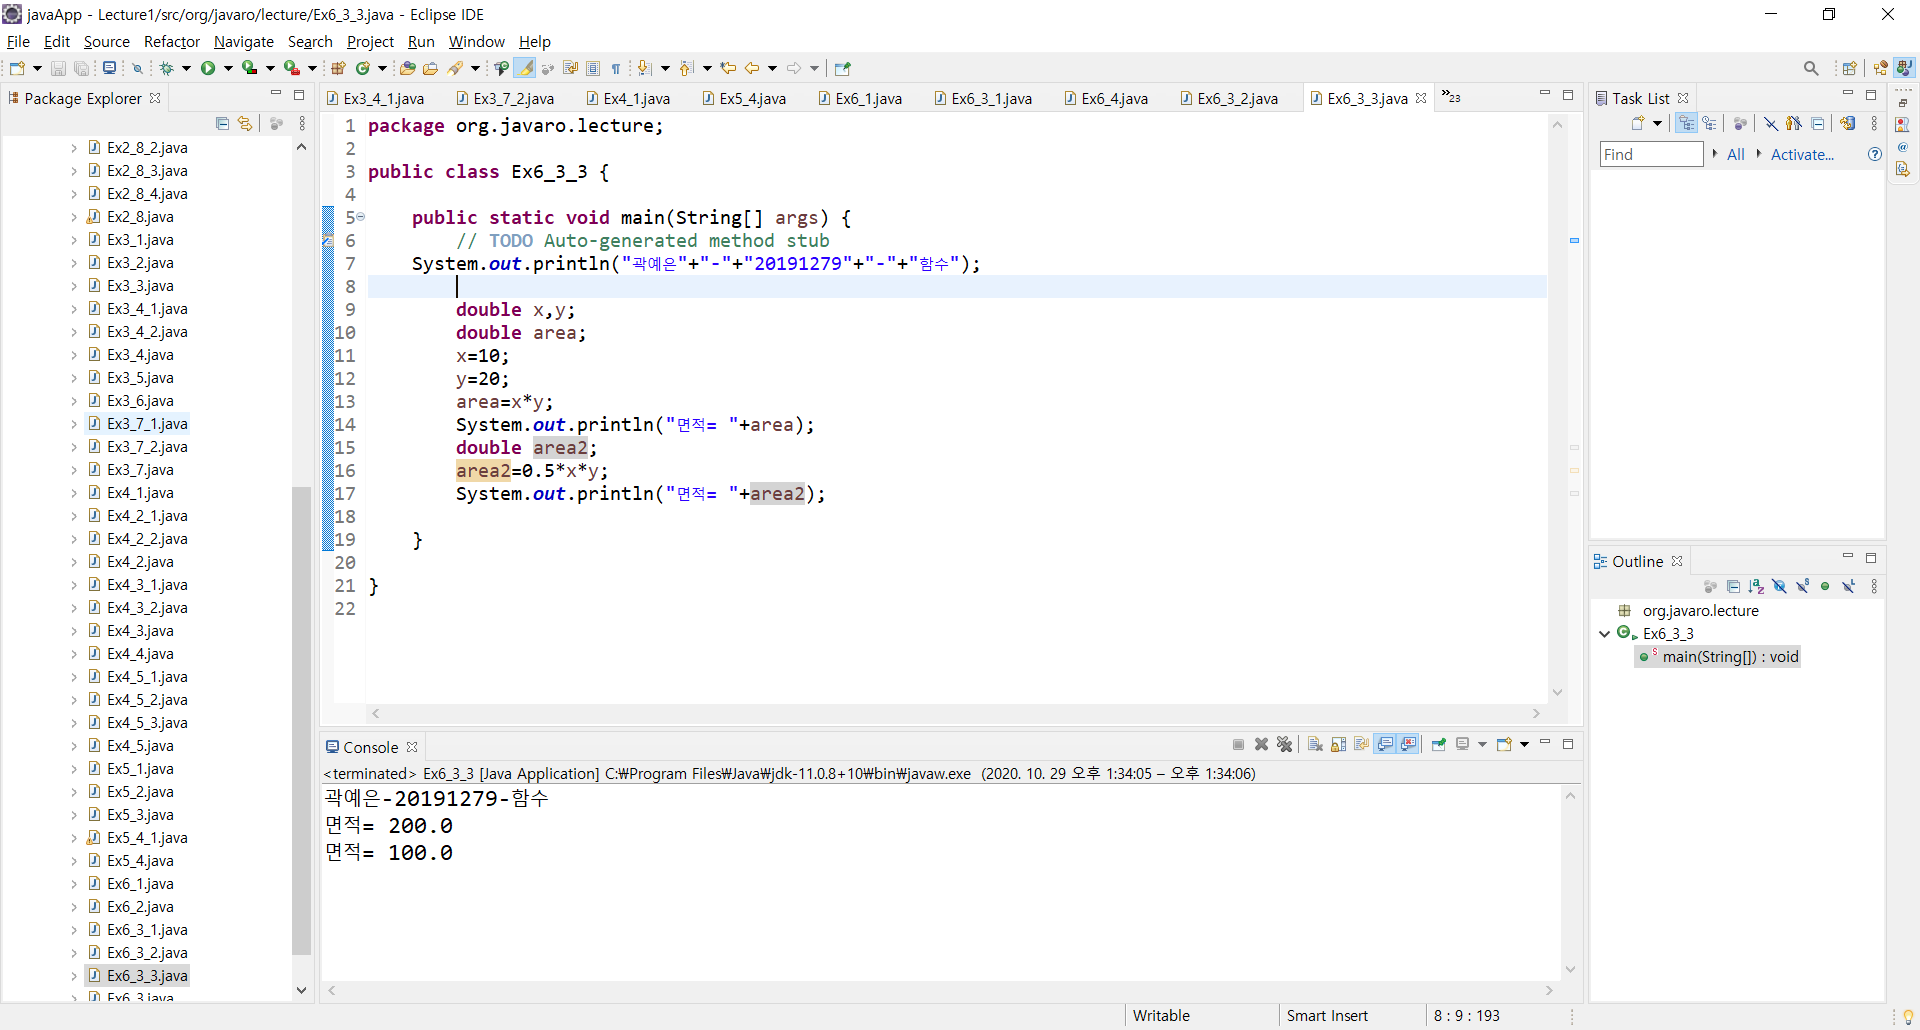 javaApp - Lecture1/src/org/javaro/lecture/Ex6_3_3.java - Eclipse IDE
File Edit Source Refactor Navigate Search Project Run Window Help
Package Explorer
Ex2_8_2.java
Ex2_8_3.java
Ex2_8_4.java
Ex2_8.java
Ex3_1.java
Ex3_2.java
Ex3_3.java
Ex3_4_1.java
Ex3_4_2.java
Ex3_4.java
Ex3_5.java
Ex3_6.java
Ex3_7_1.java
Ex3_7_2.java
Ex3_7.java
Ex4_1.java
Ex4_2_1.java
Ex4_2_2.java
Ex4_2.java
Ex4_3_1.java
Ex4_3_2.java
Ex4_3.java
Ex4_4.java
Ex4_5_1.java
Ex4_5_2.java
Ex4_5_3.java
Ex4_5.java
Ex5_1.java
Ex5_2.java
Ex5_3.java
Ex5_4_1.java
Ex5_4.java
Ex6_1.java
Ex6_2.java
Ex6_3_1.java
Ex6_3_2.java
Ex6_3_3.java
Ex6_3.java
Ex3_4_1.java Ex3_7_2.java Ex4_1.java Ex5_4.java Ex6_1.java Ex6_3_1.java Ex6_4.java Ex6_3_2.java Ex6_3_3.java »23
1 package org.javaro.lecture;
2
3 public class Ex6_3_3 {
4
5 public static void main(String[] args) {
6 // TODO Auto-generated method stub
7 System.out.println("곽예은"+"-"+"20191279"+"-"+"함수");
8
9 double x,y;
10 double area;
11 x=10;
12 y=20;
13 area=x*y;
14 System.out.println("면적= "+area);
15 double area2;
16 area2=0.5*x*y;
17 System.out.println("면적= "+area2);
18
19 }
20
21 }
22
Console
<terminated> Ex6_3_3 [Java Application] C:₩Program Files₩Java₩jdk-11.0.8+10₩bin₩javaw.exe (2020. 10. 29 오후 1:34:05 – 오후 1:34:06)
곽예은-20191279-함수
면적= 200.0
면적= 100.0
Task List
Find All Activate...
Outline
org.javaro.lecture
Ex6_3_3
main(String[]) : void
Writable Smart Insert 8 : 9 : 193